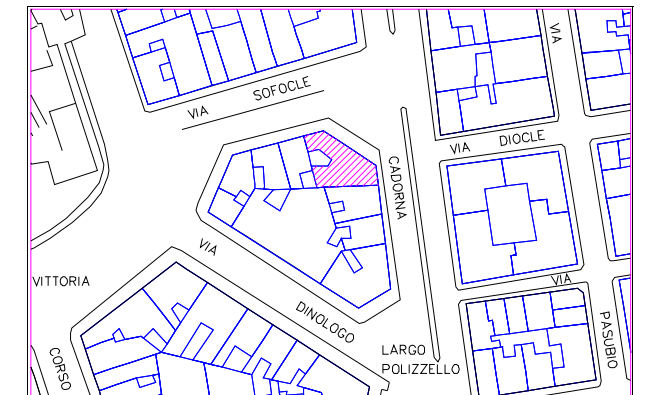 VIA
VIA SOFOCLE
VIA DIOCLE
CADORNA
VIA DINOLOGO
VITTORIA
VIA
PASUBIO
LARGO
POLIZZELLO
CORSO